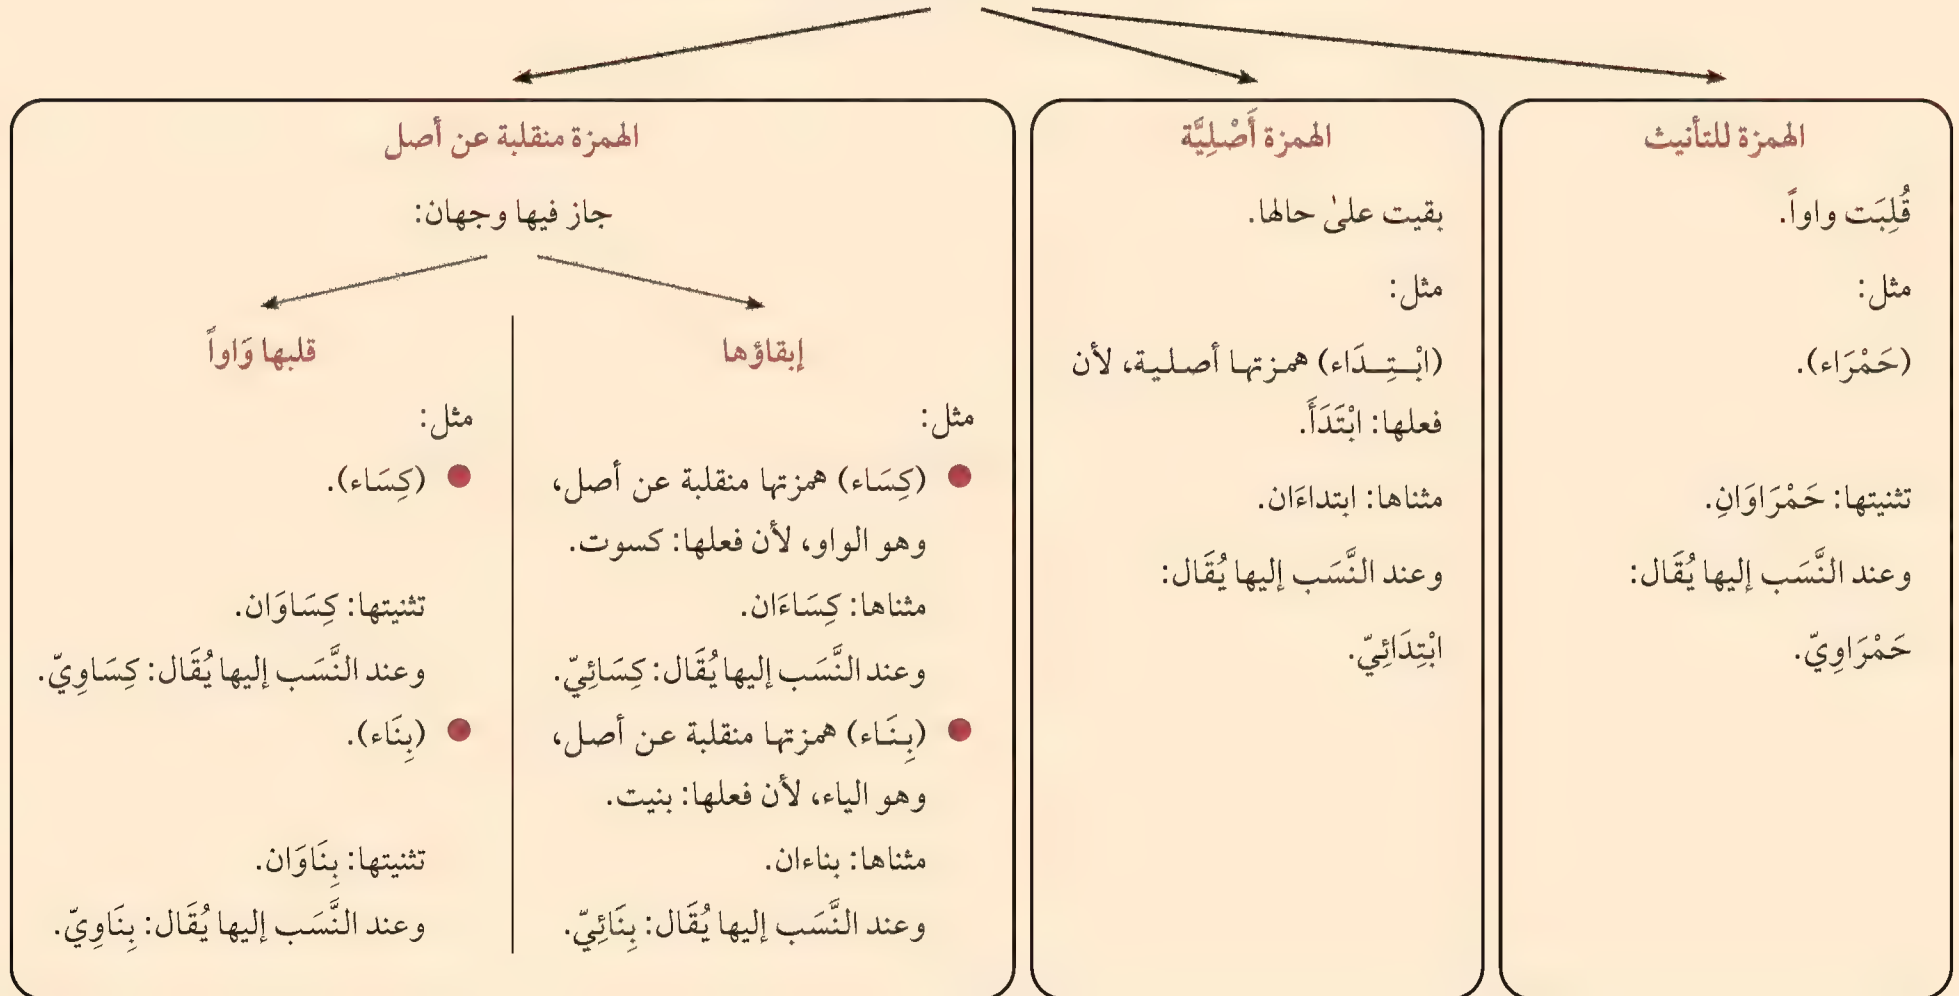 الهمزة للتأنيث
قُلِبَت واواً.
مثل:
(حَمْرَاء).
تثنيتها: حَمْرَاوَانِ.
وعند النَّسَب إليها يُقَال:
حَمْرَاوِيّ.
الهمزة أَصْلِيَّة
بقيت علىٰ حالها.
مثل:
(ابْـتِـدَاء) همزتها أصلية، لأن
فعلها: ابْتَدَأَ.
مثناها: ابتداءَان.
وعند النَّسَب إليها يُقَال:
ابْتِدَائِيّ.
الهمزة منقلبة عن أصل
جاز فيها وجهان:
إبقاؤها
مثل:
(كِسَاء) همزتها منقلبة عن أصل،
وهو الواو، لأن فعلها: كسوت.
مثناها: كِسَاءَان.
وعند النَّسَب إليها يُقَال: كِسَائِيّ.
(بِنَاء) همزتها منقلبة عن أصل،
وهو الياء، لأن فعلها: بنيت.
مثناها: بناءان.
وعند النَّسَب إليها يُقَال: بِنَائِيّ.
قلبها وَاواً
مثل:
(كِسَاء).
تثنيتها: كِسَاوَان.
وعند النَّسَب إليها يُقَال: كِسَاوِيّ.
(بِنَاء).
تثنيتها: بِنَاوَان.
وعند النَّسَب إليها يُقَال: بِنَاوِيّ.